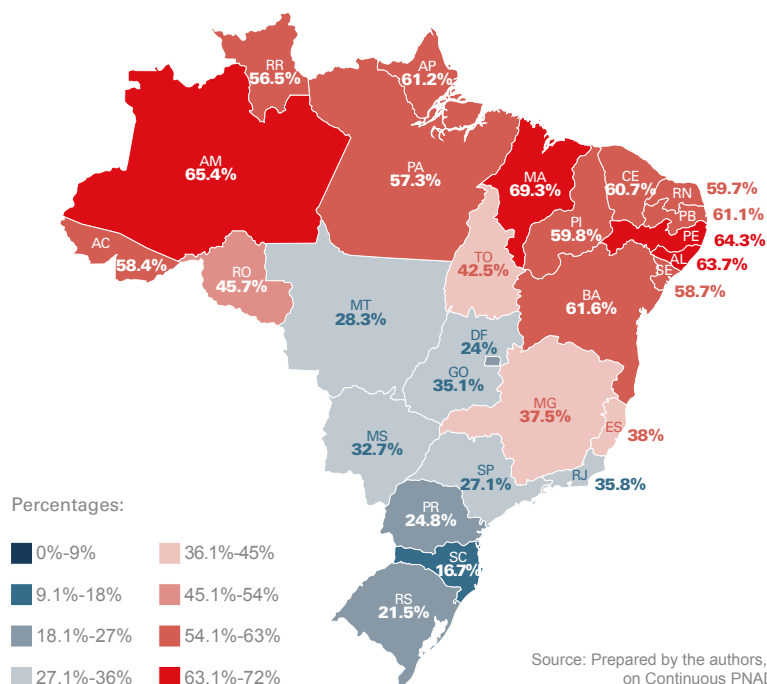 RR
56.5%
AP
61.2%
AM
65.4%
PA
57.3%
MA
69.3%
CE
60.7%
RN 59.7%
PB 61.1%
PE 64.3%
AL 63.7%
SE 58.7%
PI
59.8%
AC
58.4%
RO
45.7%
TO
42.5%
BA
61.6%
MT
28.3%
DF
24%
GO
35.1%
MG
37.5%
ES 38%
MS
32.7%
SP
27.1%
RJ 35.8%
PR
24.8%
SC
16.7%
RS
21.5%
Percentages:
0%-9%
9.1%-18%
18.1%-27%
27.1%-36%
36.1%-45%
45.1%-54%
54.1%-63%
63.1%-72%
Source: Prepared by the authors,
on Continuous PNAD